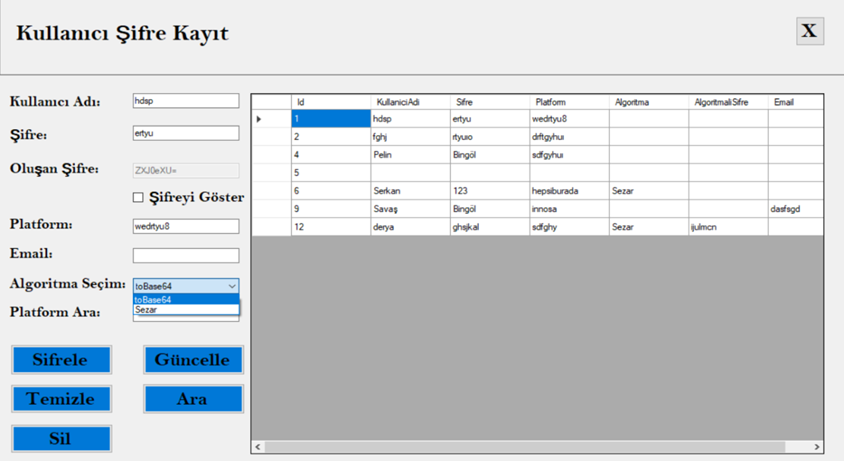 Kullanıcı Şifre Kayıt
X
Kullanıcı Adı: hdsp
Şifre: ertyu
Oluşan Şifre: ZXJ0eXU=
Şifreyi Göster
Platform: wedrtyu8
Email:
Algoritma Seçim: toBase64
toBase64
Sezar
Platform Ara:
Sifrele Güncelle
Temizle Ara
Sil
Id KullaniciAdi Sifre Platform Algoritma AlgoritmaliSifre Email
1 hdsp ertyu wedrtyu8
2 fghj rtyuıo drftgyhuı
4 Pelin Bingöl sdfgyhuı
5
6 Serkan 123 hepsiburada Sezar
9 Savaş Bingöl innosa dasfsgd
12 derya ghsjkal sdfghy Sezar ijulmcn